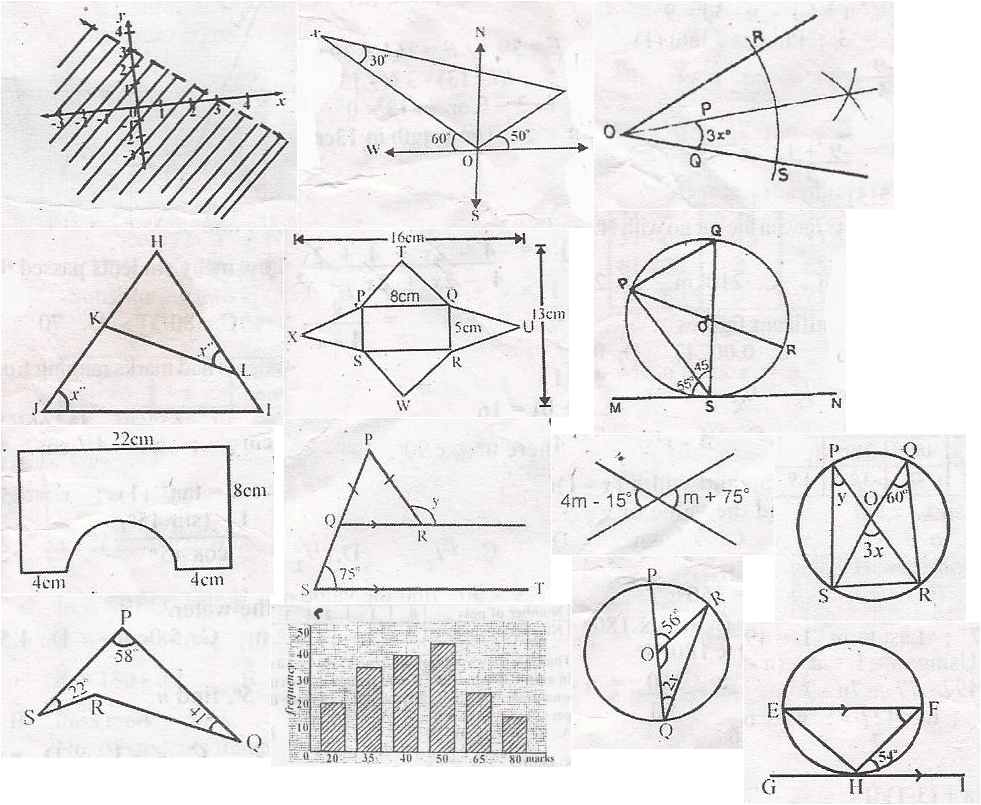 y
4
3
2
1
-3 -2 -1 1 2 3 4 x
-1
-2
-3
x
30°
N
60°
50°
W
O
S
R
P
O
3x°
Q
S
H
K
x°
L
x°
J
I
16cm
T
P
8cm
Q
X
5cm
U
13cm
S
R
W
Q
P
O
R
45
55°
M
S
N
22cm
8cm
4cm
4cm
P
Q
y
R
75°
S
T
4m - 15°
m + 75°
P
Q
y
O
60°
3x
S
R
P
R
56°
O
2x
Q
P
58°
22°
S
R
41°
Q
frequency
50
40
30
20
10
0
20 35 40 50 65 80 marks
E
F
54°
G
H
I